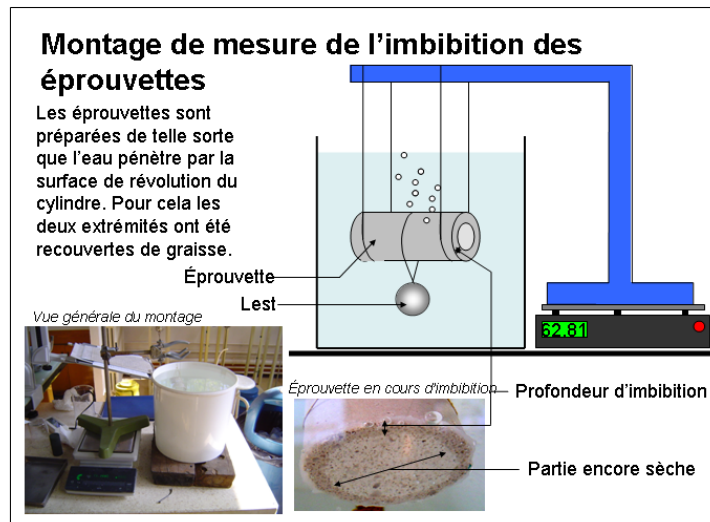 Montage de mesure de l'imbibition des
éprouvettes
Les éprouvettes sont
préparées de telle sorte
que l'eau pénètre par la
surface de révolution du
cylindre. Pour cela les
deux extrémités ont été
recouvertes de graisse.
Éprouvette
Lest
62.81
Vue générale du montage
Éprouvette en cours d'imbibition
Profondeur d'imbibition
Partie encore sèche